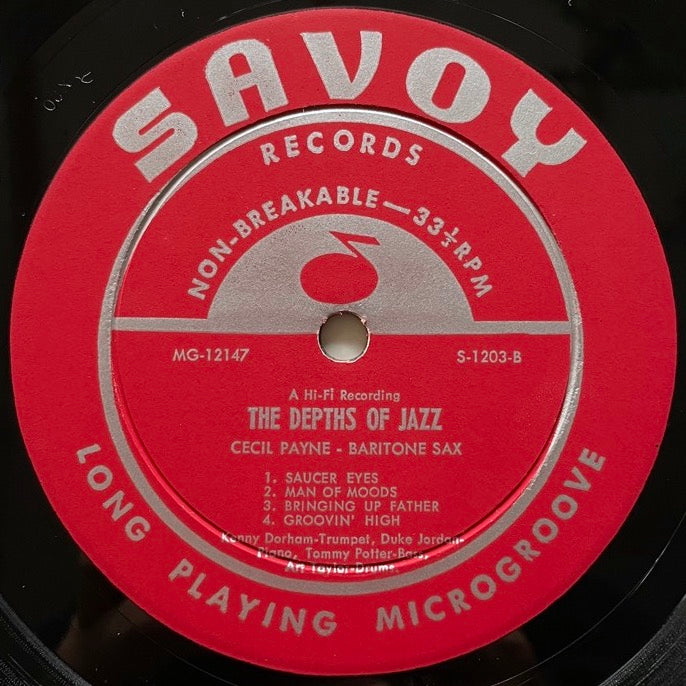 SAVOY
RECORDS
NON-BREAKABLE—33⅓RPM
MG-12147
S-1203-B
A Hi-Fi Recording
THE DEPTHS OF JAZZ
CECIL PAYNE - BARITONE SAX
1. SAUCER EYES
2. MAN OF MOODS
3. BRINGING UP FATHER
4. GROOVIN' HIGH
Kenny Dorham-Trumpet, Duke Jordan-
Piano, Tommy Potter-Bass,
Art Taylor-Drums
LONG PLAYING MICROGROOVE